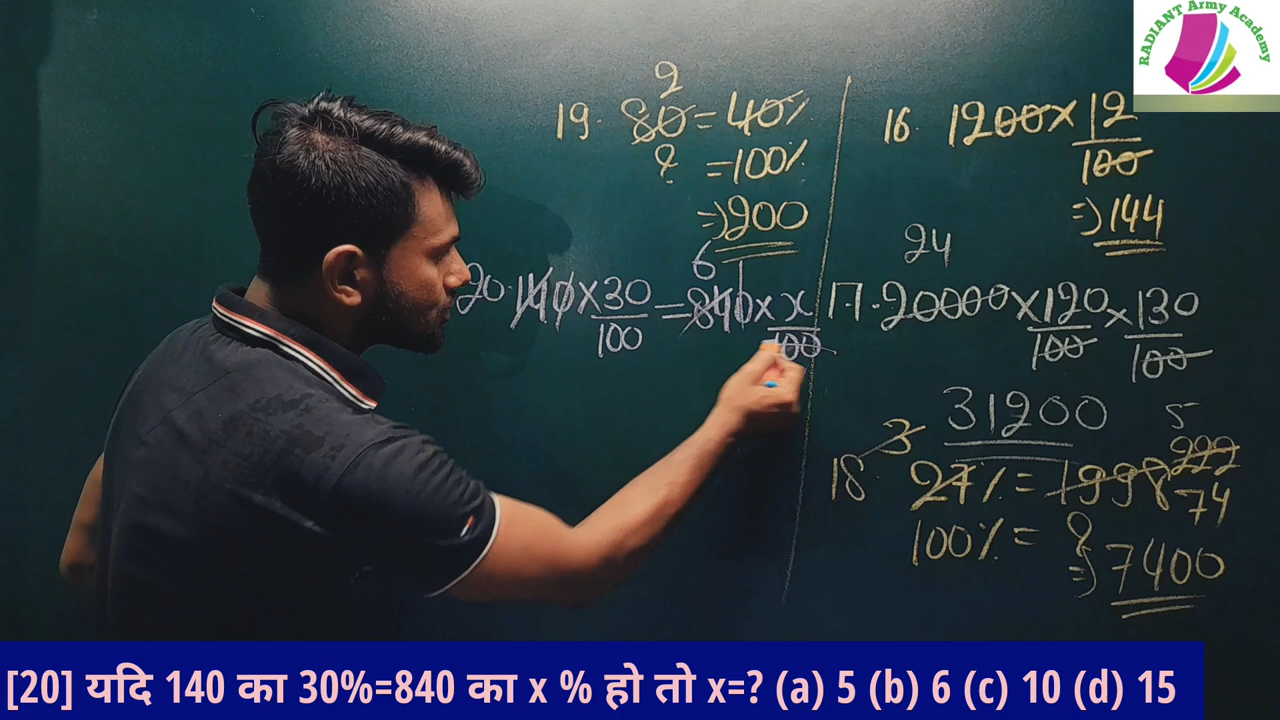 RADIANT Army Academy
2
19. 80 = 40%
? = 100%
=) 200
6
20. 140 × 30/100 = 840 × x/100
16. 1200 × 12/100
=) 144
24
17. 20000 × 120/100 × 130/100
31200
3
5
18. 27% = 1998 222
74
100% = ?
=) 7400
[20] यदि 140 का 30%=840 का x % हो तो x=? (a) 5 (b) 6 (c) 10 (d) 15